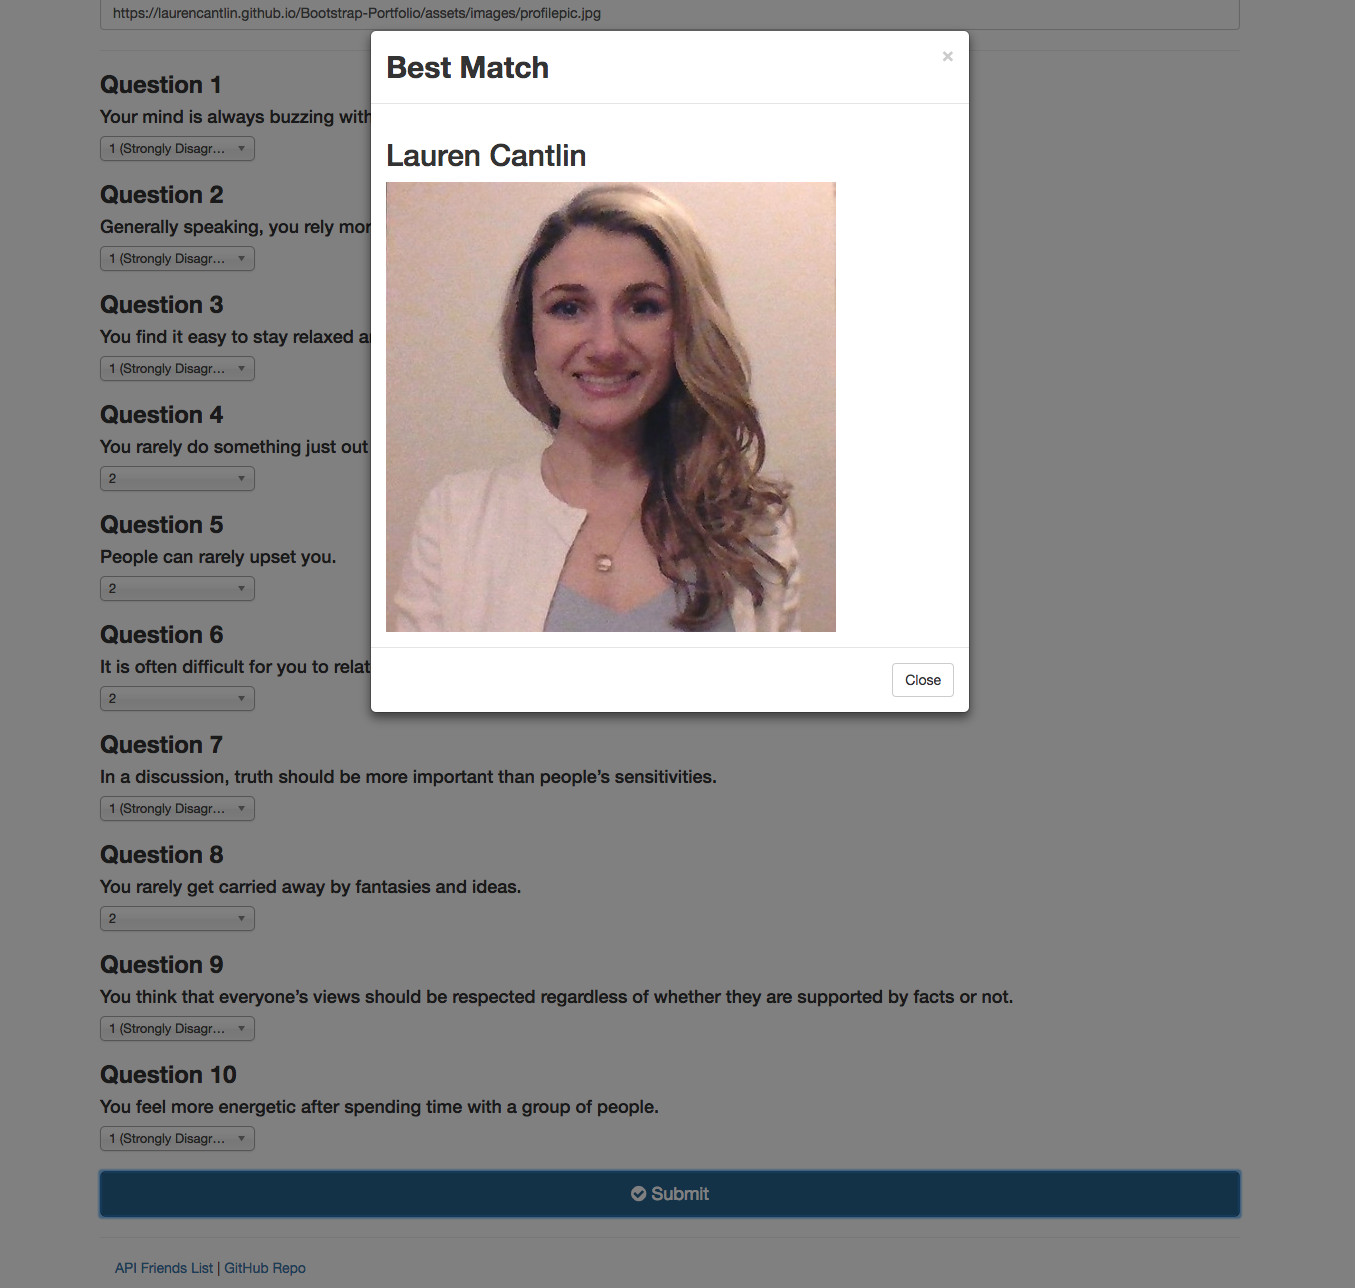 https://laurencantlin.github.io/Bootstrap-Portfolio/assets/images/profilepic.jpg
Best Match
×
Lauren Cantlin
Close
Question 1
Your mind is always buzzing with
1 (Strongly Disagr...
Question 2
Generally speaking, you rely mor
1 (Strongly Disagr...
Question 3
You find it easy to stay relaxed a
1 (Strongly Disagr...
Question 4
You rarely do something just out
2
Question 5
People can rarely upset you.
2
Question 6
It is often difficult for you to relat
2
Question 7
In a discussion, truth should be more important than people’s sensitivities.
1 (Strongly Disagr...
Question 8
You rarely get carried away by fantasies and ideas.
2
Question 9
You think that everyone’s views should be respected regardless of whether they are supported by facts or not.
1 (Strongly Disagr...
Question 10
You feel more energetic after spending time with a group of people.
1 (Strongly Disagr...
Submit
API Friends List | GitHub Repo